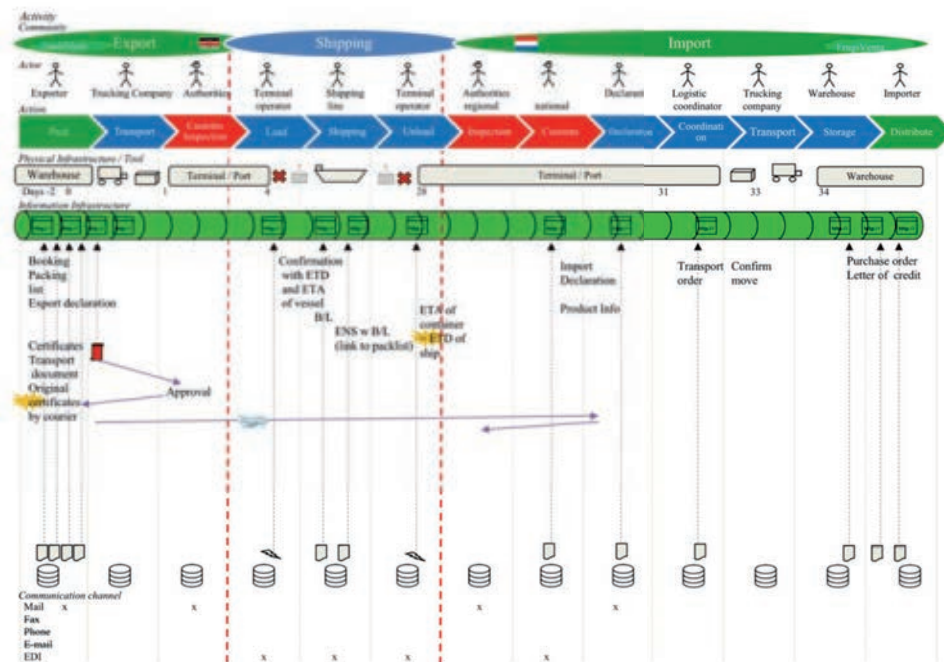 Activity
Community
Export
Shipping
Import
Actor
Exporter
Trucking Company
Authorities
Terminal
operator
Shipping
line
Terminal
operator
Authorities
regional
national
Declarant
Logistic
coordinator
Trucking
company
Warehouse
Importer
Action
Pack
Transport
Customs
Inspection
Load
Shipping
Unload
Inspection
Customs
Declaration
Coordinati
on
Transport
Storage
Distribute
Physical Infrastructure / Tool
Warehouse
Terminal / Port
Terminal / Port
Warehouse
Days -2 0 1 4 28 31 33 34
Information Infrastructure
Booking
Packing
list
Export declaration
Confirmation
with ETD
and ETA
of vessel
B/L
ENS w B/L
(link to packlist)
ETA of
container
= ETD of
ship
Import
Declaration
Product Info
Transport
order
Confirm
move
Purchase order
Letter of credit
Certificates
Transport
document
Original
certificates
by courier
Approval
Communication channel
Mail x x x x
Fax
Phone
E-mail
EDI x x x x